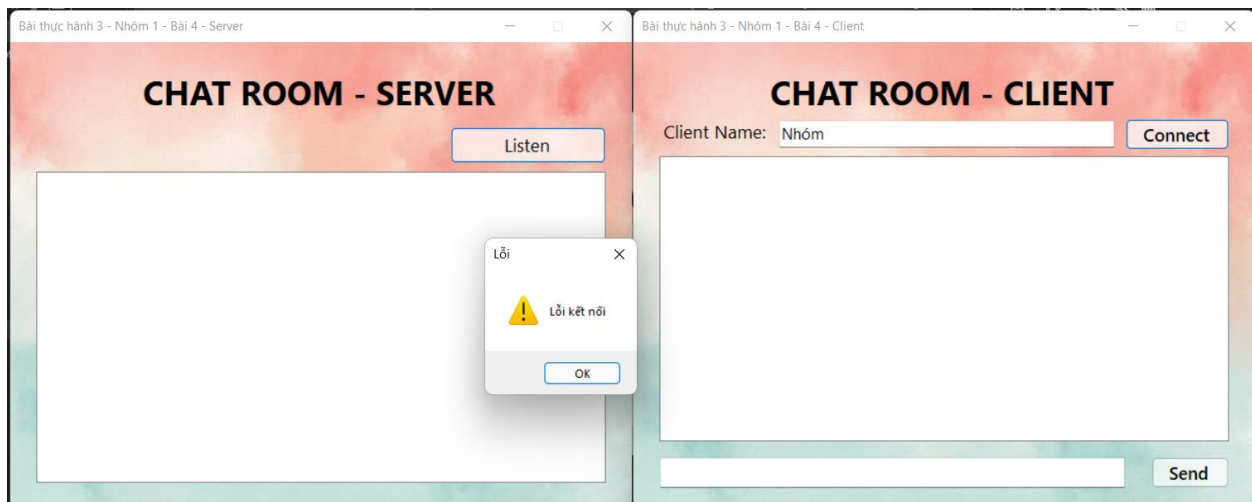 Bài thực hành 3 - Nhóm 1 - Bài 4 - Server
CHAT ROOM - SERVER
Listen
Lỗi
Lỗi kết nối
OK
Bài thực hành 3 - Nhóm 1 - Bài 4 - Client
CHAT ROOM - CLIENT
Client Name: Nhóm Connect
Send